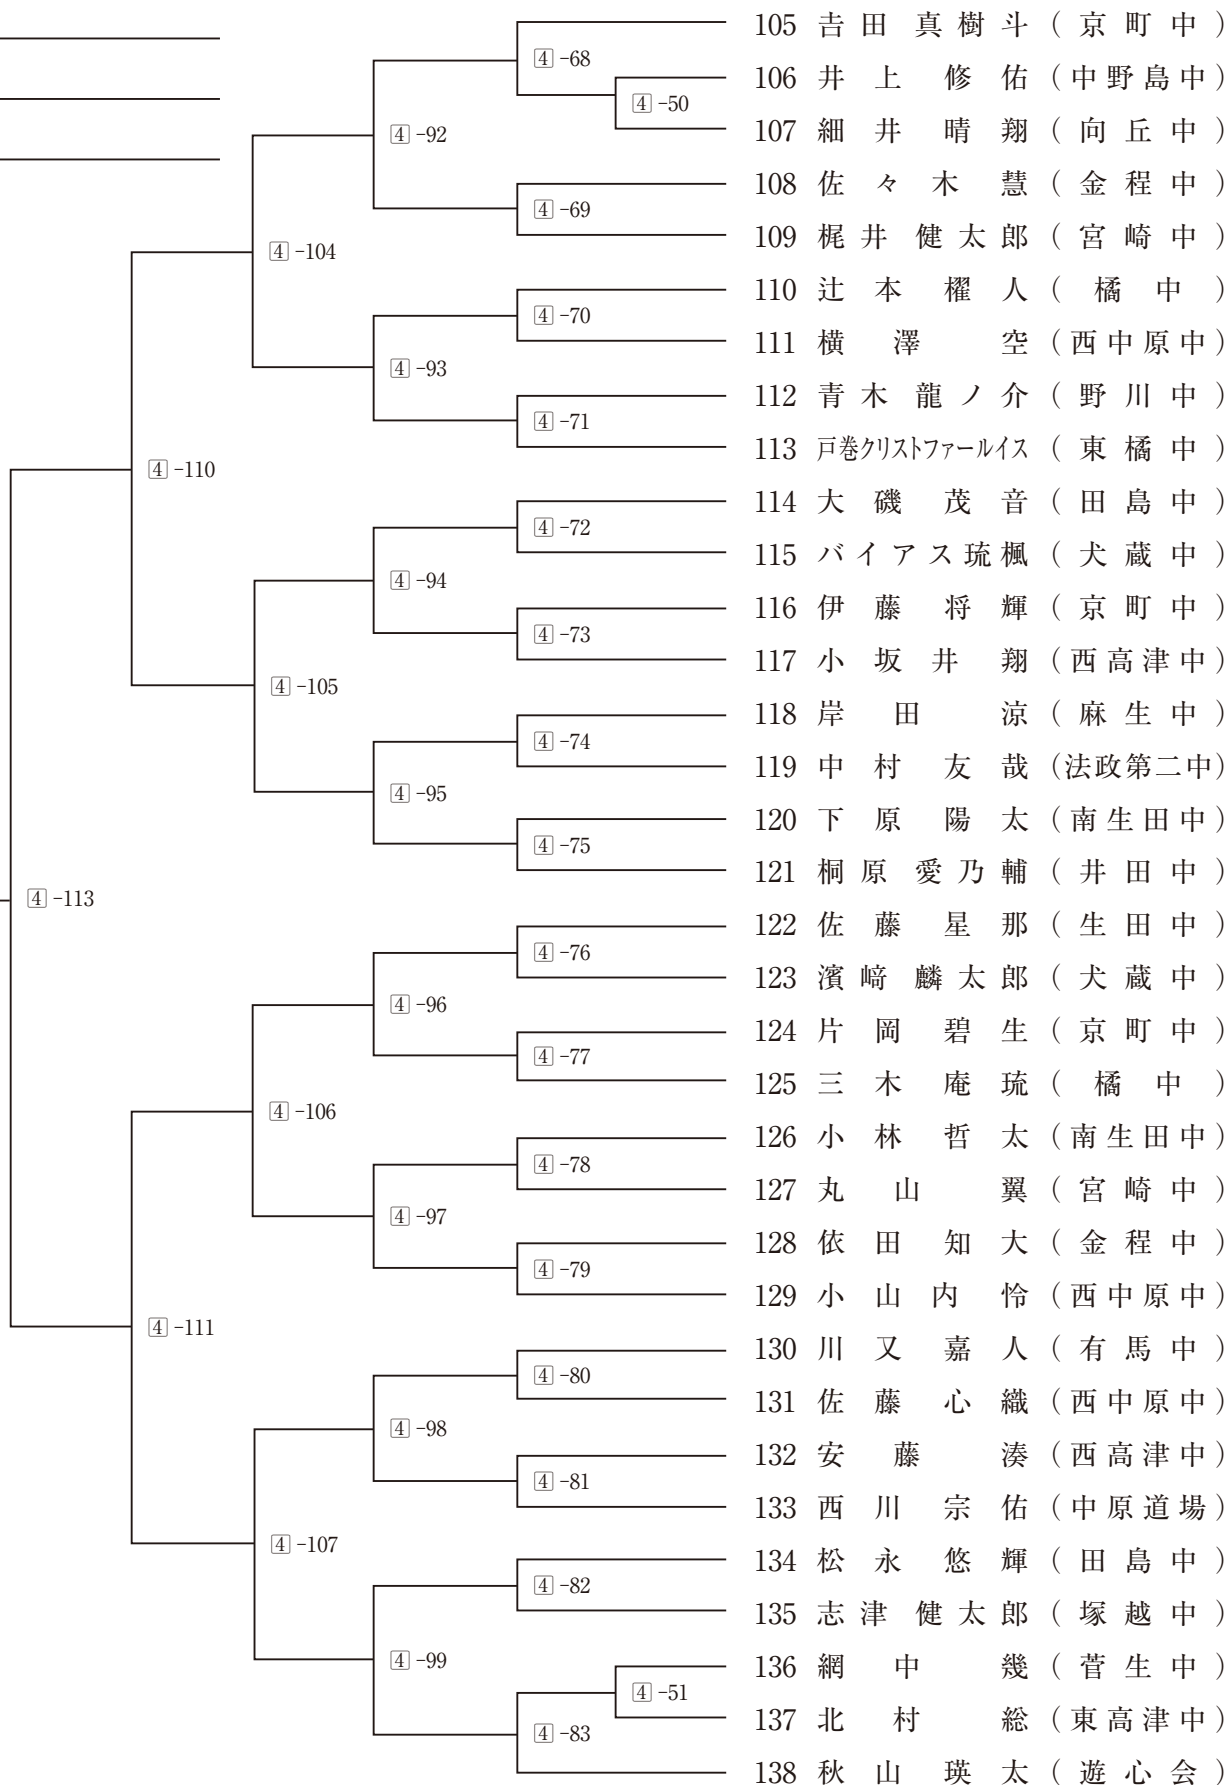 105 𠮷田 真樹斗 (京町中)
4-68
106 井上 修佑 (中野島中)
4-50
107 細井 晴翔 (向丘中)
4-92
108 佐々木 慧 (金程中)
4-69
109 梶井 健太郎 (宮崎中)
4-104
110 辻本 櫂人 (橘中)
4-70
111 横澤 空 (西中原中)
4-93
112 青木 龍ノ介 (野川中)
4-71
113 戸巻クリストファールイス (東橘中)
4-110
114 大磯 茂音 (田島中)
4-72
115 バイアス琉楓 (犬蔵中)
4-94
116 伊藤 将輝 (京町中)
4-73
117 小坂井 翔 (西高津中)
4-105
118 岸田 涼 (麻生中)
4-74
119 中村 友哉 (法政第二中)
4-95
120 下原 陽太 (南生田中)
4-75
121 桐原 愛乃輔 (井田中)
4-113
122 佐藤 星那 (生田中)
4-76
123 濱﨑 麟太郎 (犬蔵中)
4-96
124 片岡 碧生 (京町中)
4-77
125 三木 庵琉 (橘中)
4-106
126 小林 哲太 (南生田中)
4-78
127 丸山 翼 (宮崎中)
4-97
128 依田 知大 (金程中)
4-79
129 小山内 怜 (西中原中)
4-111
130 川又 嘉人 (有馬中)
4-80
131 佐藤 心織 (西中原中)
4-98
132 安藤 湊 (西高津中)
4-81
133 西川 宗佑 (中原道場)
4-107
134 松永 悠輝 (田島中)
4-82
135 志津 健太郎 (塚越中)
4-99
136 網中 幾 (菅生中)
4-51
137 北村 総 (東高津中)
4-83
138 秋山 瑛太 (遊心会)